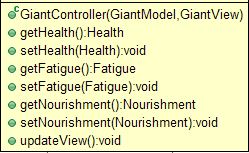 GiantController(GiantModel,GiantView)
getHealth():Health
setHealth(Health):void
getFatigue():Fatigue
setFatigue(Fatigue):void
getNourishment():Nourishment
setNourishment(Nourishment):void
updateView():void